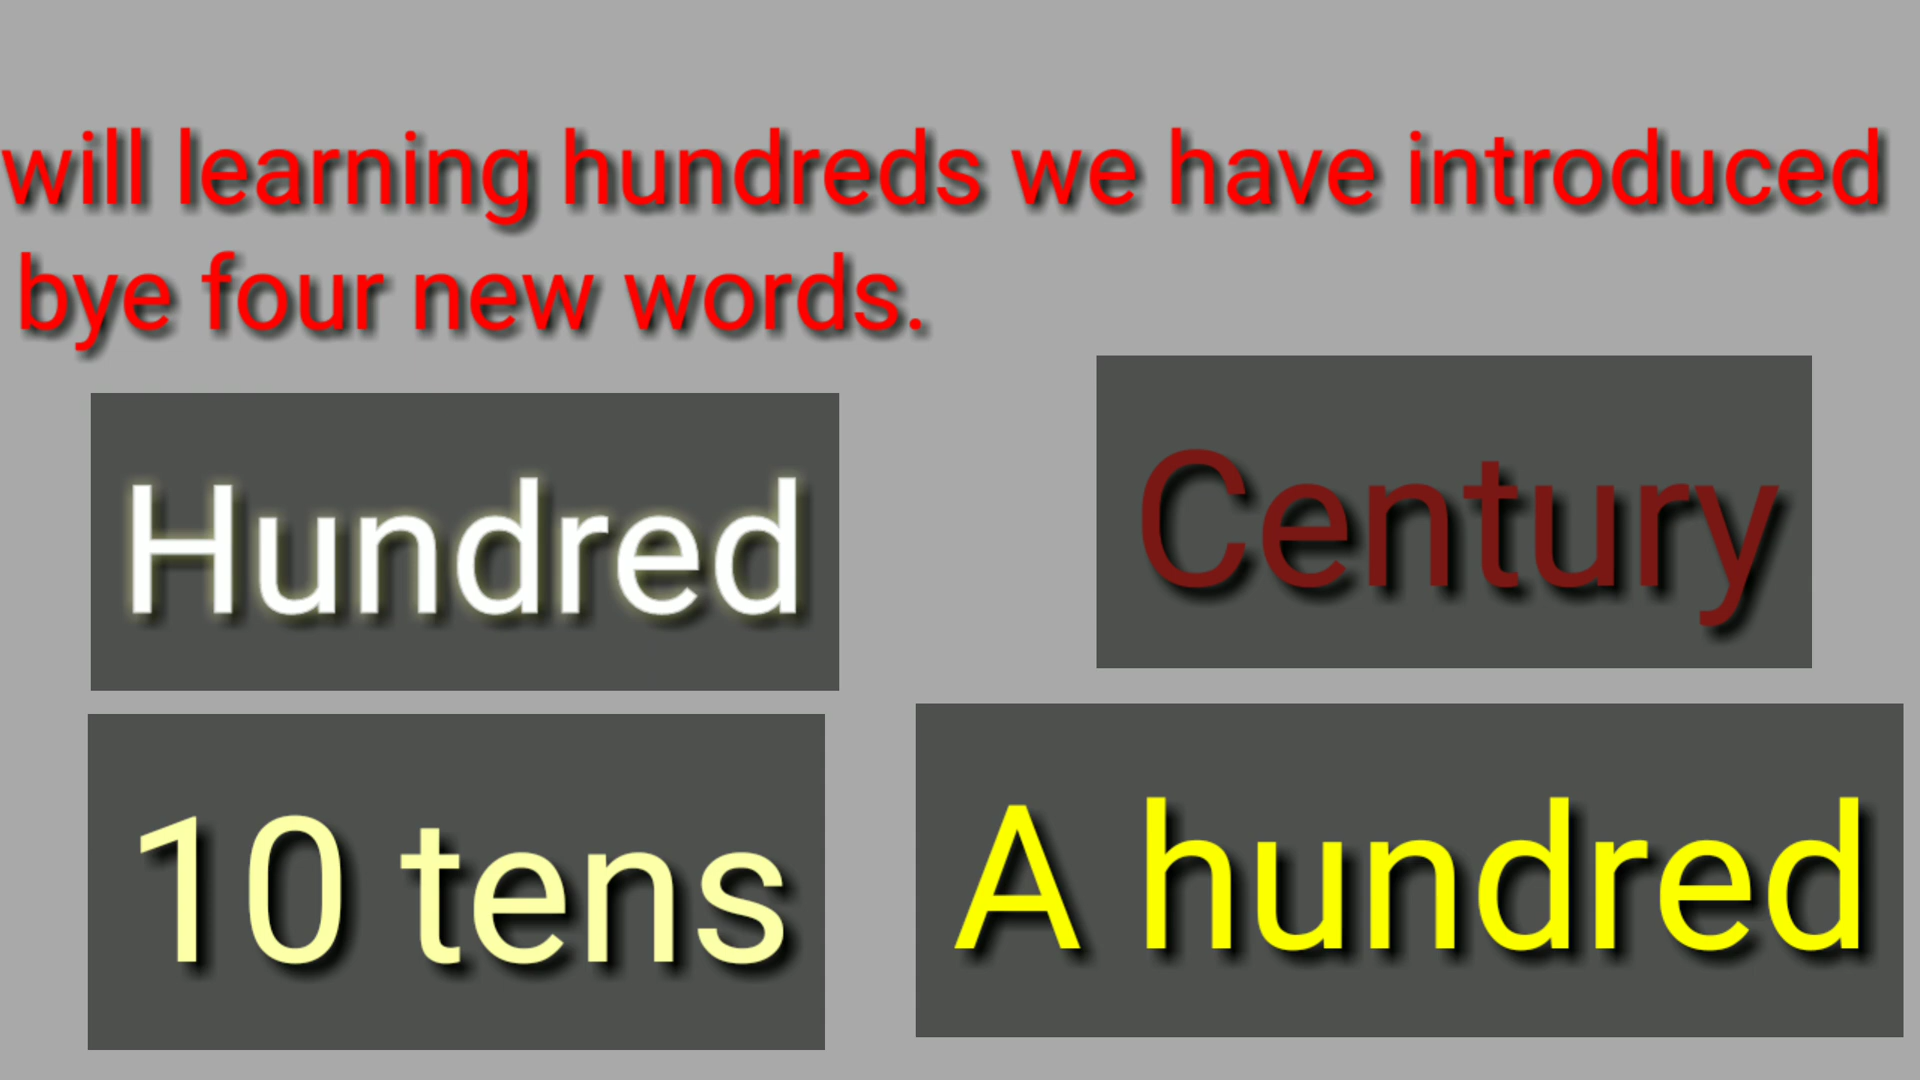 will learning hundreds we have introduced
bye four new words.
Hundred
Century
10 tens
A hundred